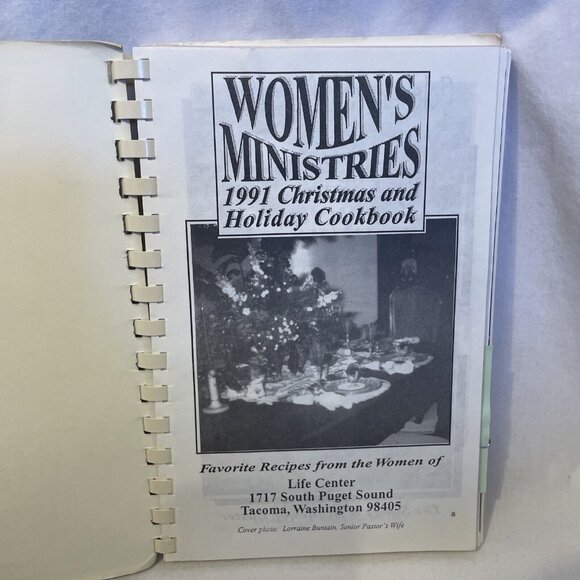 WOMEN'S
MINISTRIES
1991 Christmas and
Holiday Cookbook
Favorite Recipes from the Women of
Life Center
1717 South Puget Sound
Tacoma, Washington 98405
a
Cover photo: Lorraine Buntain, Senior Pastor's Wife